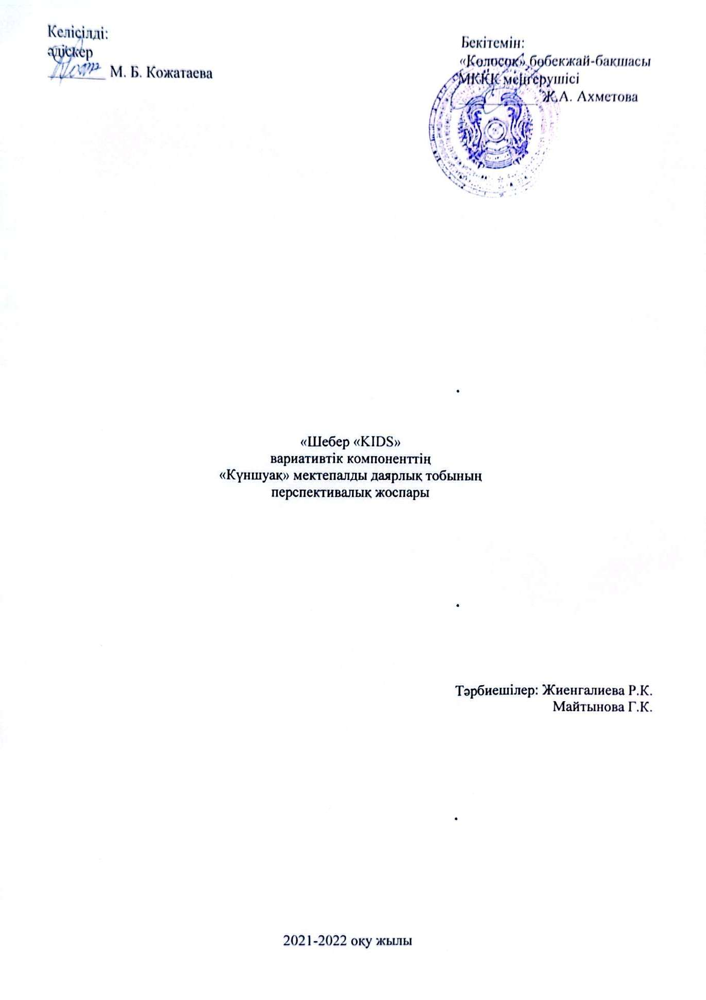 Келісілді:
әдіскер
М. Б. Кожатаева
Бекітемін:
«Колосок» бөбекжай-бақшасы
МККК меңгерушісі
Ж.А. Ахметова
«Шебер «KIDS»
вариативтік компоненттің
«Күншуақ» мектепалды даярлық тобының
перспективалық жоспары
Тәрбиешілер: Жиенгалиева Р.К.
Майтынова Г.К.
2021-2022 оқу жылы